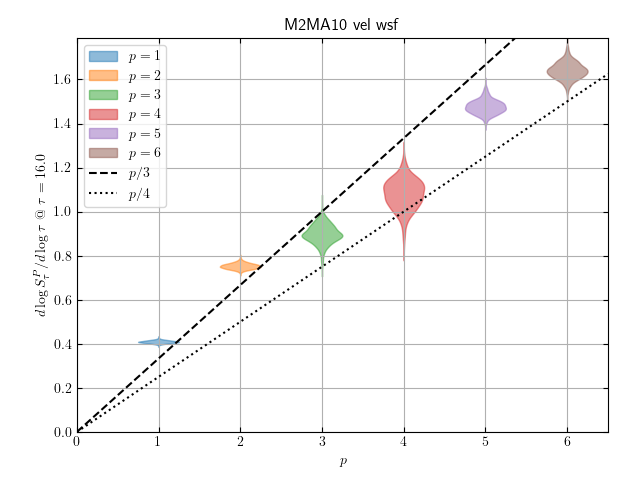 M2MA10 vel wsf
p = 1
p = 2
p = 3
p = 4
p = 5
p = 6
p/3
p/4
d log S_τ^P / d log τ @ τ = 16.0
1.6
1.4
1.2
1.0
0.8
0.6
0.4
0.2
0.0
0 1 2 3 4 5 6
p